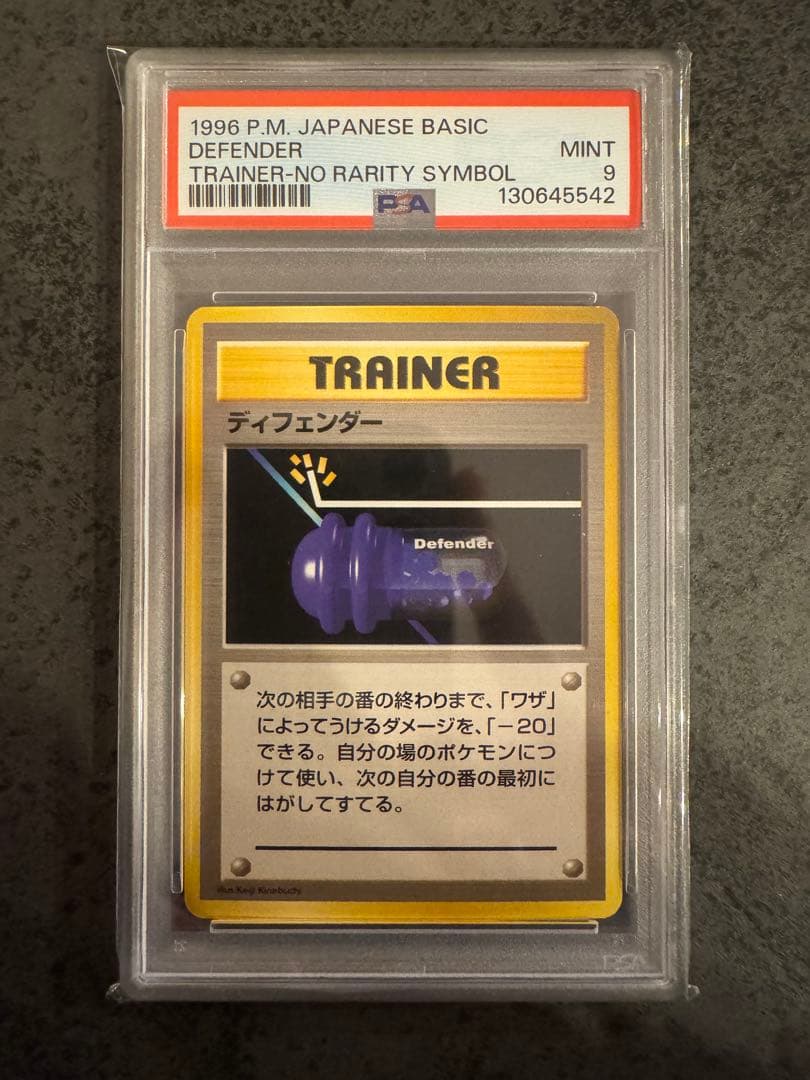 1996 P.M. JAPANESE BASIC
DEFENDER MINT
TRAINER-NO RARITY SYMBOL 9
PSA 130645542
TRAINER
ディフェンダー
Defender
次の相手の番の終わりまで、「ワザ」
によってうけるダメージを、「－20」
できる。自分の場のポケモンにつ
けて使い、次の自分の番の最初に
はがしてすてる。
Illus. Keiji Kinebuchi
PSA